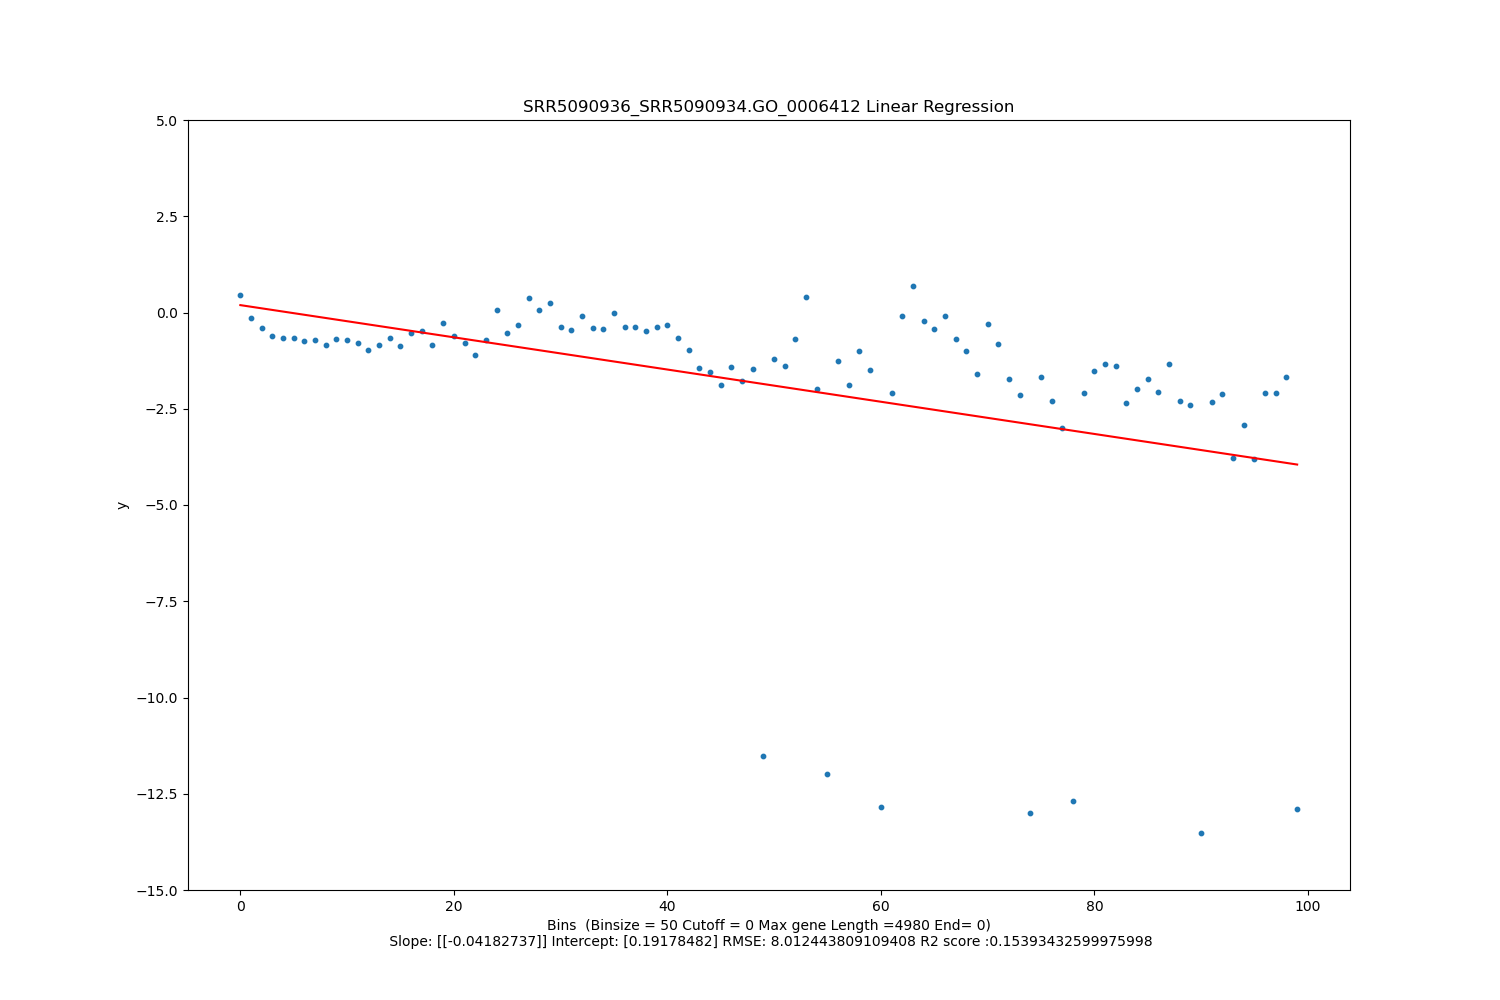 SRR5090936_SRR5090934.GO_0006412 Linear Regression
5.0
2.5
0.0
−2.5
−5.0
−7.5
−10.0
−12.5
−15.0
y
0 20 40 60 80 100
Bins  (Binsize = 50 Cutoff = 0 Max gene Length =4980 End= 0)
Slope: [[-0.04182737]] Intercept: [0.19178482] RMSE: 8.012443809109408 R2 score :0.15393432599975998